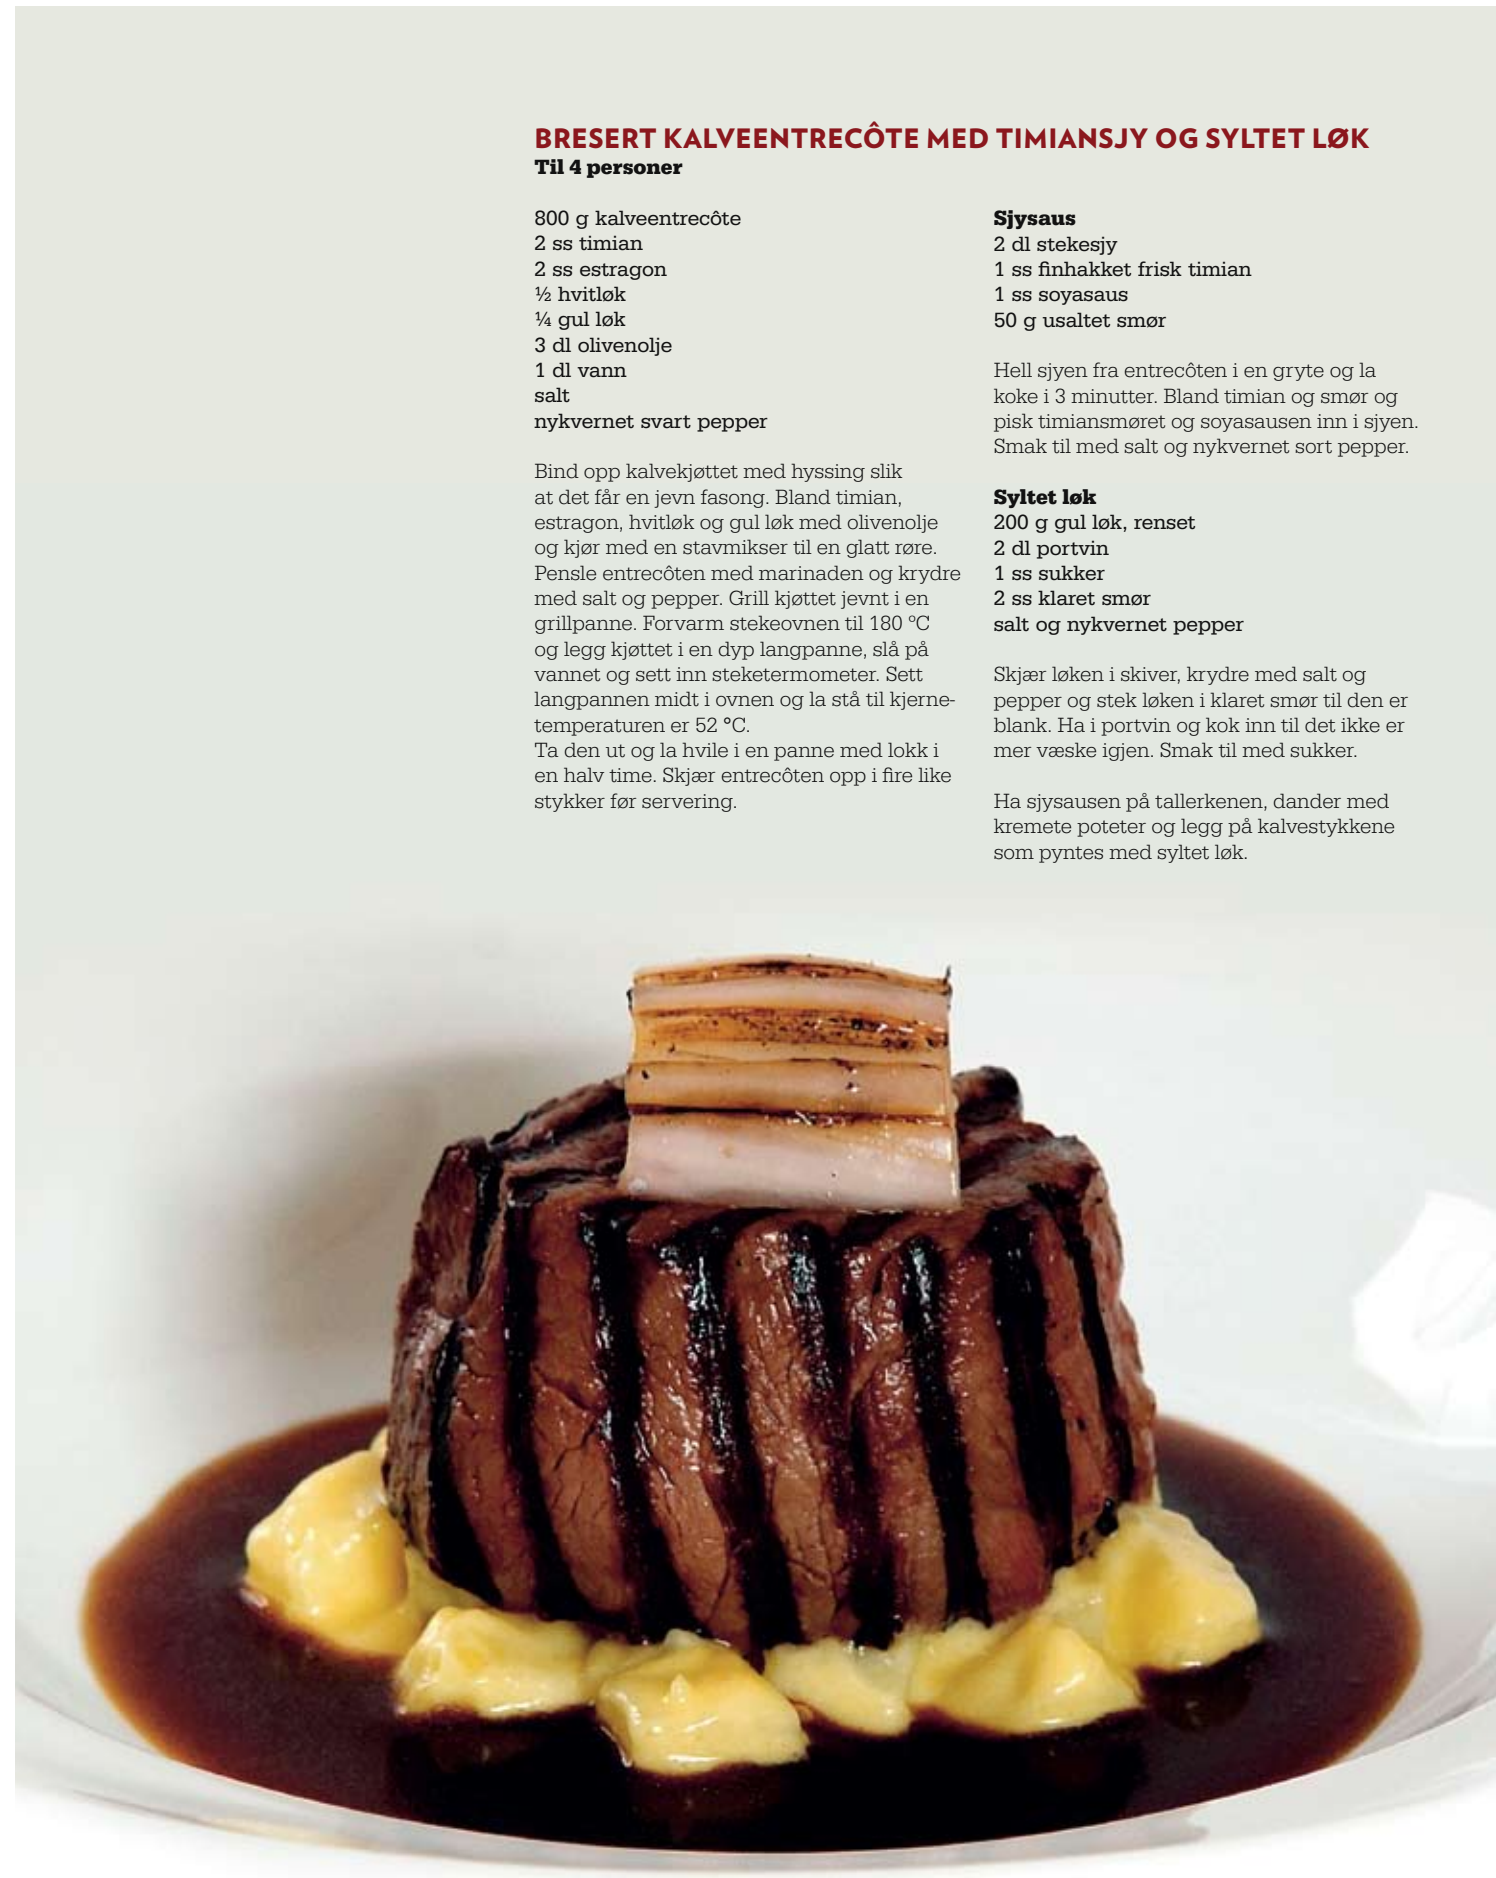 BRESERT KALVEENTRECÔTE MED TIMIANSJY OG SYLTET LØK
Til 4 personer
800 g kalveentrecôte
2 ss timian
2 ss estragon
½ hvitløk
¼ gul løk
3 dl olivenolje
1 dl vann
salt
nykvernet svart pepper
Bind opp kalvekjøttet med hyssing slik
at det får en jevn fasong. Bland timian,
estragon, hvitløk og gul løk med olivenolje
og kjør med en stavmikser til en glatt røre.
Pensle entrecôten med marinaden og krydre
med salt og pepper. Grill kjøttet jevnt i en
grillpanne. Forvarm stekeovnen til 180 ºC
og legg kjøttet i en dyp langpanne, slå på
vannet og sett inn steketermometer. Sett
langpannen midt i ovnen og la stå til kjerne-
temperaturen er 52 °C.
Ta den ut og la hvile i en panne med lokk i
en halv time. Skjær entrecôten opp i fire like
stykker før servering.
Sjysaus
2 dl stekesjy
1 ss finhakket frisk timian
1 ss soyasaus
50 g usaltet smør
Hell sjyen fra entrecôten i en gryte og la
koke i 3 minutter. Bland timian og smør og
pisk timiansmøret og soyasausen inn i sjyen.
Smak til med salt og nykvernet sort pepper.
Syltet løk
200 g gul løk, renset
2 dl portvin
1 ss sukker
2 ss klaret smør
salt og nykvernet pepper
Skjær løken i skiver, krydre med salt og
pepper og stek løken i klaret smør til den er
blank. Ha i portvin og kok inn til det ikke er
mer væske igjen. Smak til med sukker.
Ha sjysausen på tallerkenen, dander med
kremete poteter og legg på kalvestykkene
som pyntes med syltet løk.